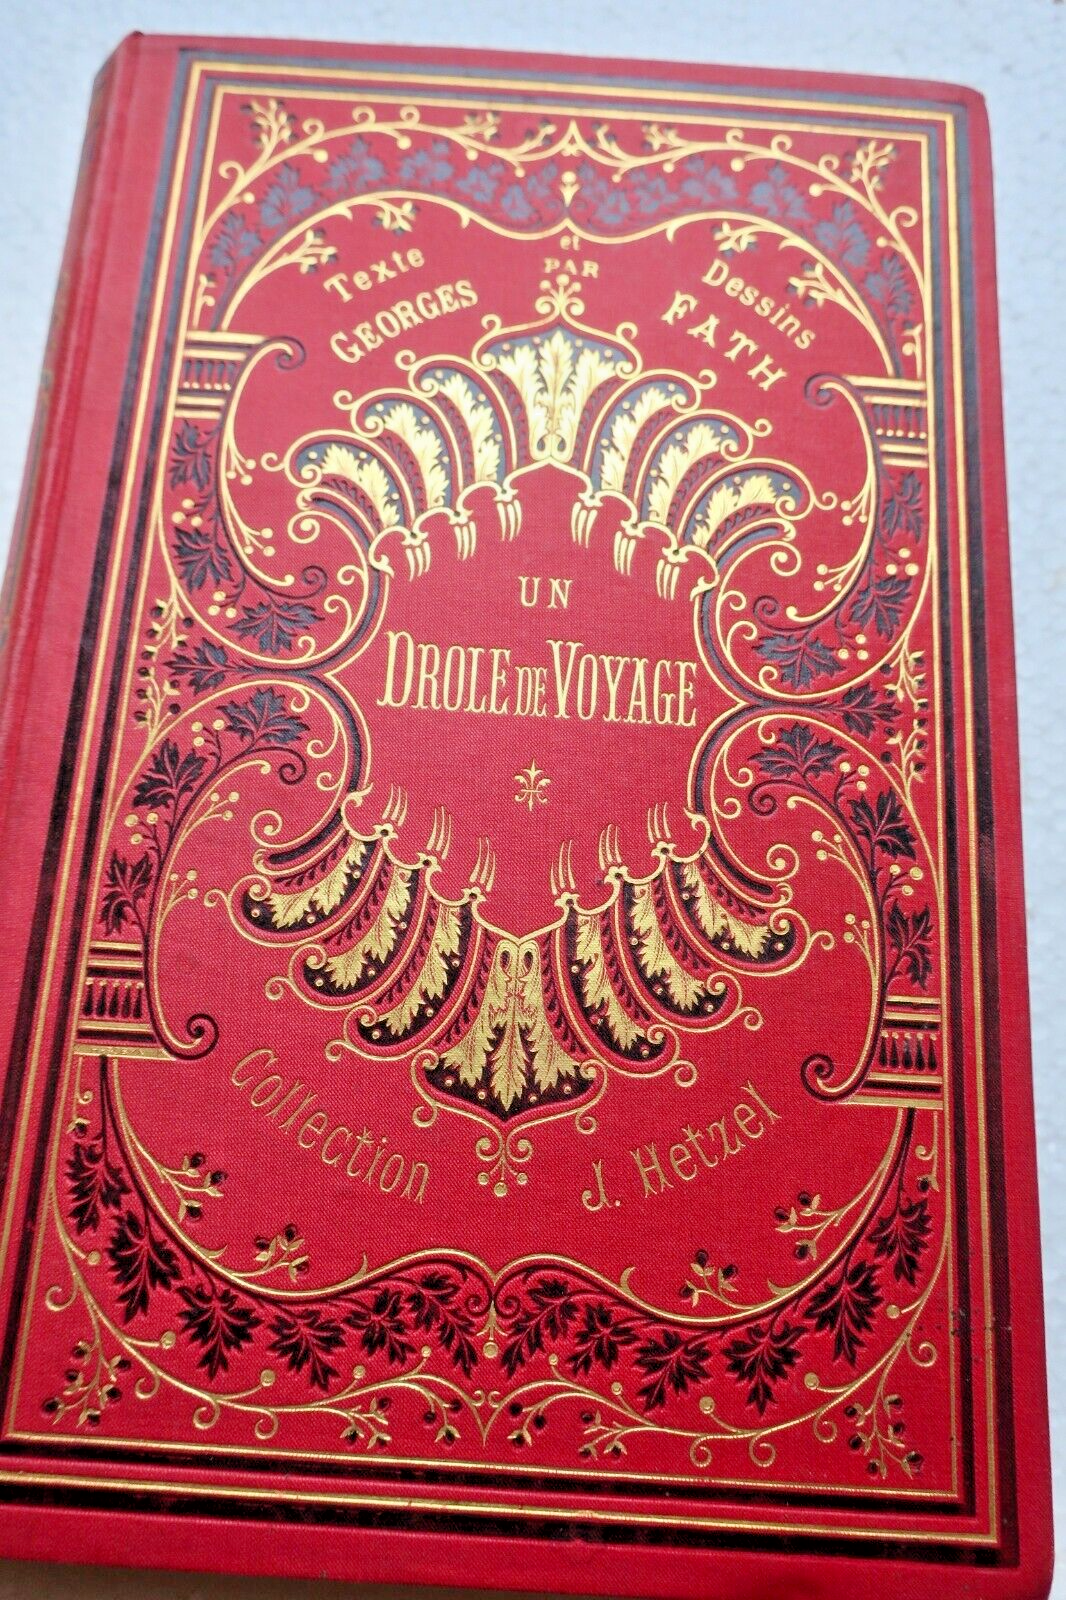 Texte et Dessins
PAR
GEORGES FATH
UN
DROLE DE VOYAGE
Collection J. Hetzel